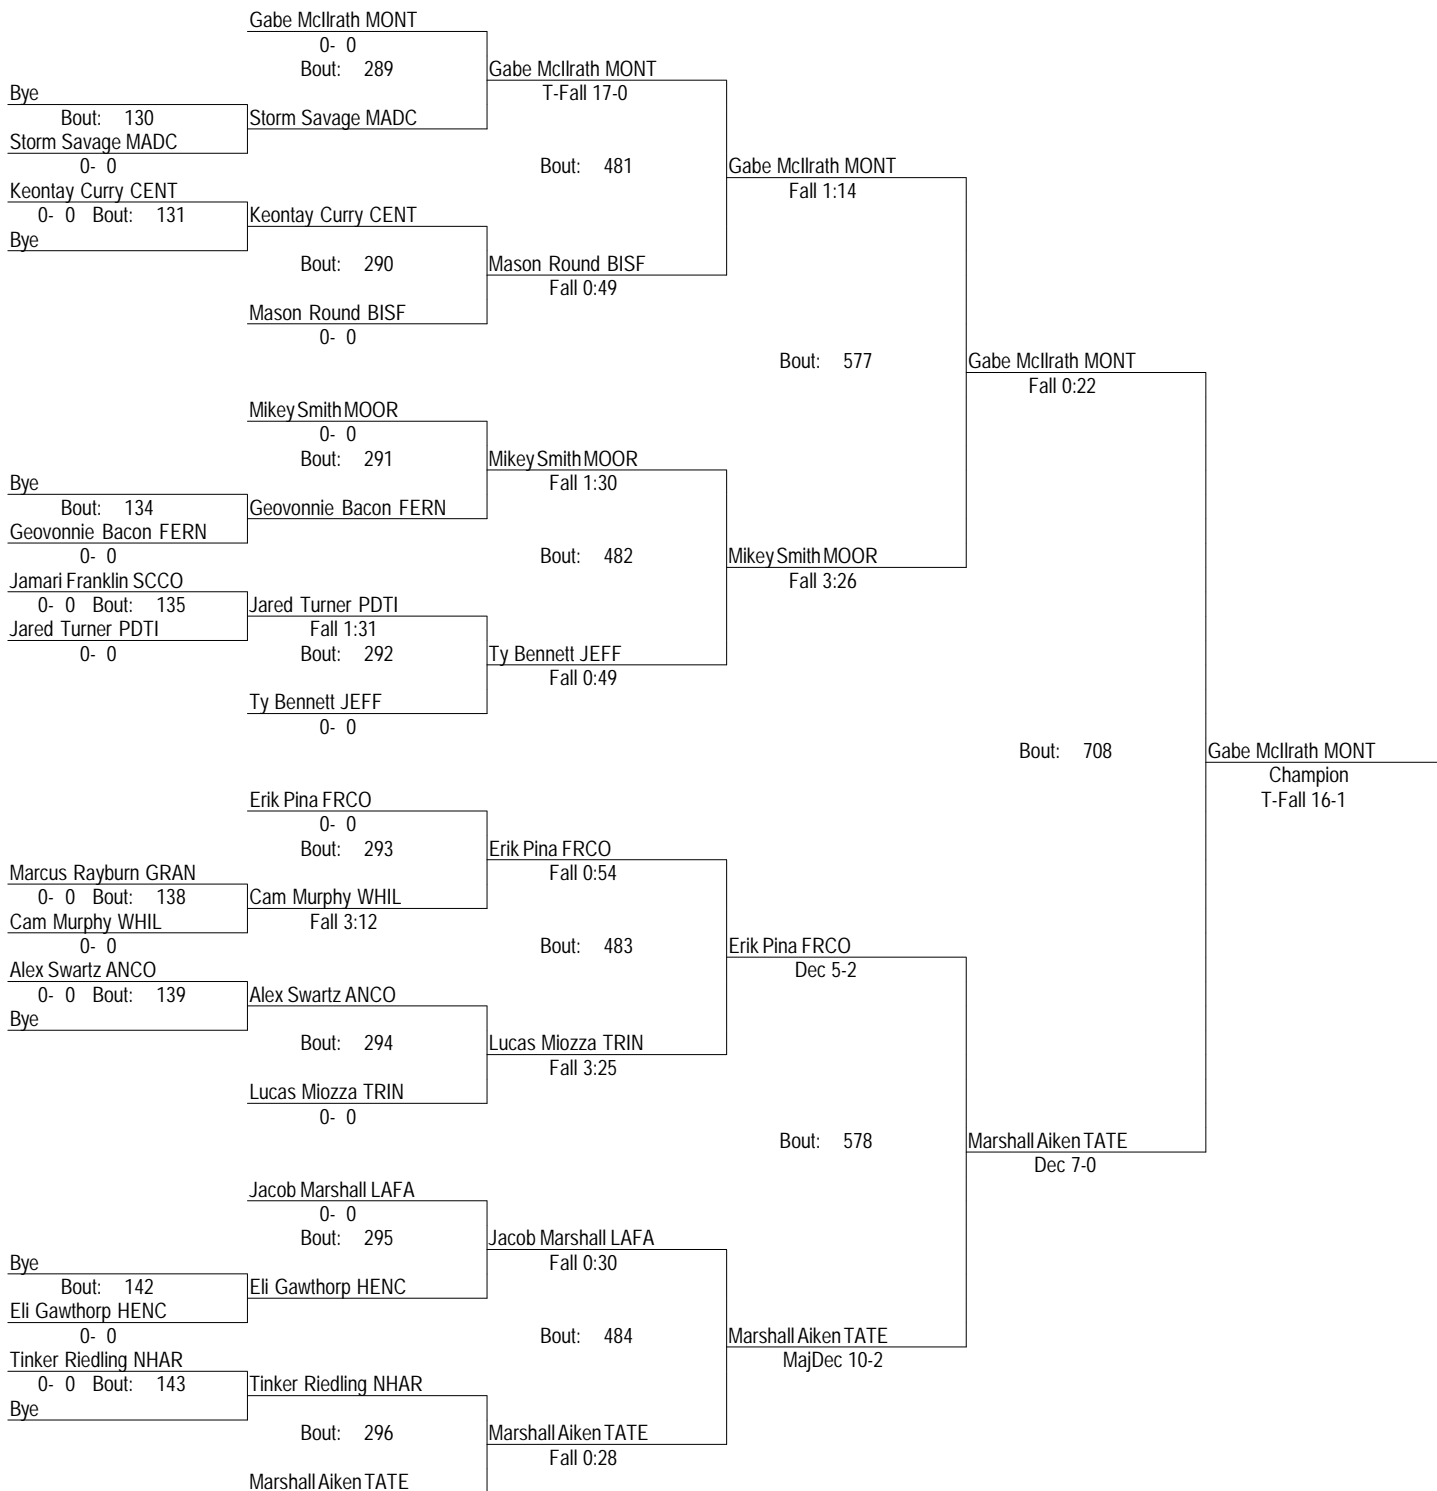 Gabe McIlrath MONT
0- 0
Bout: 289
Gabe McIlrath MONT
Bye
T-Fall 17-0
Bout: 130
Storm Savage MADC
Storm Savage MADC
0- 0
Bout: 481
Gabe McIlrath MONT
Keontay Curry CENT
Fall 1:14
0- 0 Bout: 131
Keontay Curry CENT
Bye
Bout: 290
Mason Round BISF
Fall 0:49
Mason Round BISF
0- 0
Bout: 577
Gabe McIlrath MONT
Fall 0:22
Mikey Smith MOOR
0- 0
Bout: 291
Mikey Smith MOOR
Bye
Fall 1:30
Bout: 134
Geovonnie Bacon FERN
Geovonnie Bacon FERN
0- 0
Bout: 482
Mikey Smith MOOR
Jamari Franklin SCCO
Fall 3:26
0- 0 Bout: 135
Jared Turner PDTI
Jared Turner PDTI
Fall 1:31
0- 0
Bout: 292
Ty Bennett JEFF
Fall 0:49
Ty Bennett JEFF
0- 0
Bout: 708
Gabe McIlrath MONT
Champion
T-Fall 16-1
Erik Pina FRCO
0- 0
Bout: 293
Erik Pina FRCO
Marcus Rayburn GRAN
Fall 0:54
0- 0 Bout: 138
Cam Murphy WHIL
Cam Murphy WHIL
Fall 3:12
0- 0
Bout: 483
Erik Pina FRCO
Alex Swartz ANCO
Dec 5-2
0- 0 Bout: 139
Alex Swartz ANCO
Bye
Bout: 294
Lucas Miozza TRIN
Fall 3:25
Lucas Miozza TRIN
0- 0
Bout: 578
Marshall Aiken TATE
Dec 7-0
Jacob Marshall LAFA
0- 0
Bout: 295
Jacob Marshall LAFA
Bye
Fall 0:30
Bout: 142
Eli Gawthorp HENC
Eli Gawthorp HENC
0- 0
Bout: 484
Marshall Aiken TATE
Tinker Riedling NHAR
MajDec 10-2
0- 0 Bout: 143
Tinker Riedling NHAR
Bye
Bout: 296
Marshall Aiken TATE
Fall 0:28
Marshall Aiken TATE